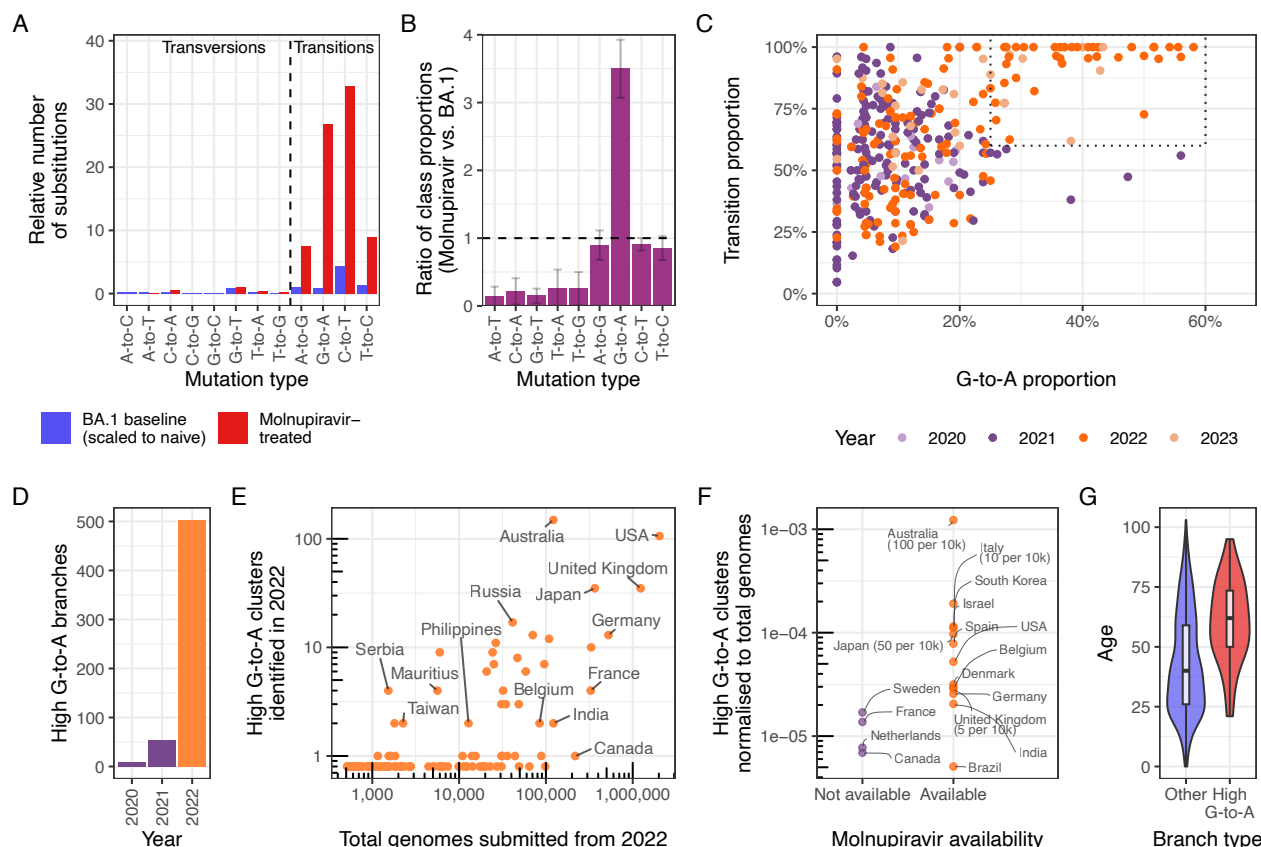 A
40
30
20
10
0
Relative number
of substitutions
Transversions
Transitions
A-to-C
A-to-T
C-to-A
C-to-G
G-to-C
G-to-T
T-to-A
T-to-G
A-to-G
G-to-A
C-to-T
T-to-C
Mutation type
BA.1 baseline
(scaled to naive)
Molnupiravir-
treated
B
4
3
2
1
0
Ratio of class proportions
(Molnupiravir vs. BA.1)
A-to-T
C-to-A
G-to-T
T-to-A
T-to-G
A-to-G
G-to-A
C-to-T
T-to-C
Mutation type
C
100%
75%
50%
25%
0%
Transition proportion
0%
20%
40%
60%
G-to-A proportion
Year
2020
2021
2022
2023
D
500
400
300
200
100
0
High G-to-A branches
2020
2021
2022
Year
E
100
10
1
High G-to-A clusters
identified in 2022
Australia
USA
United Kingdom
Japan
Russia
Germany
Philippines
Serbia
Mauritius
France
Belgium
Taiwan
India
Canada
1,000
10,000
100,000
1,000,000
Total genomes submitted from 2022
F
1e-03
1e-04
1e-05
High G-to-A clusters
normalised to total genomes
Australia
(100 per 10k)
Italy
(10 per 10k)
South Korea
Israel
Spain
USA
Japan (50 per 10k)
Belgium
Denmark
Sweden
Germany
France
United Kingdom
(5 per 10k)
Netherlands
India
Canada
Brazil
Not available
Available
Molnupiravir availability
G
100
75
50
25
0
Age
Other
High
G-to-A
Branch type